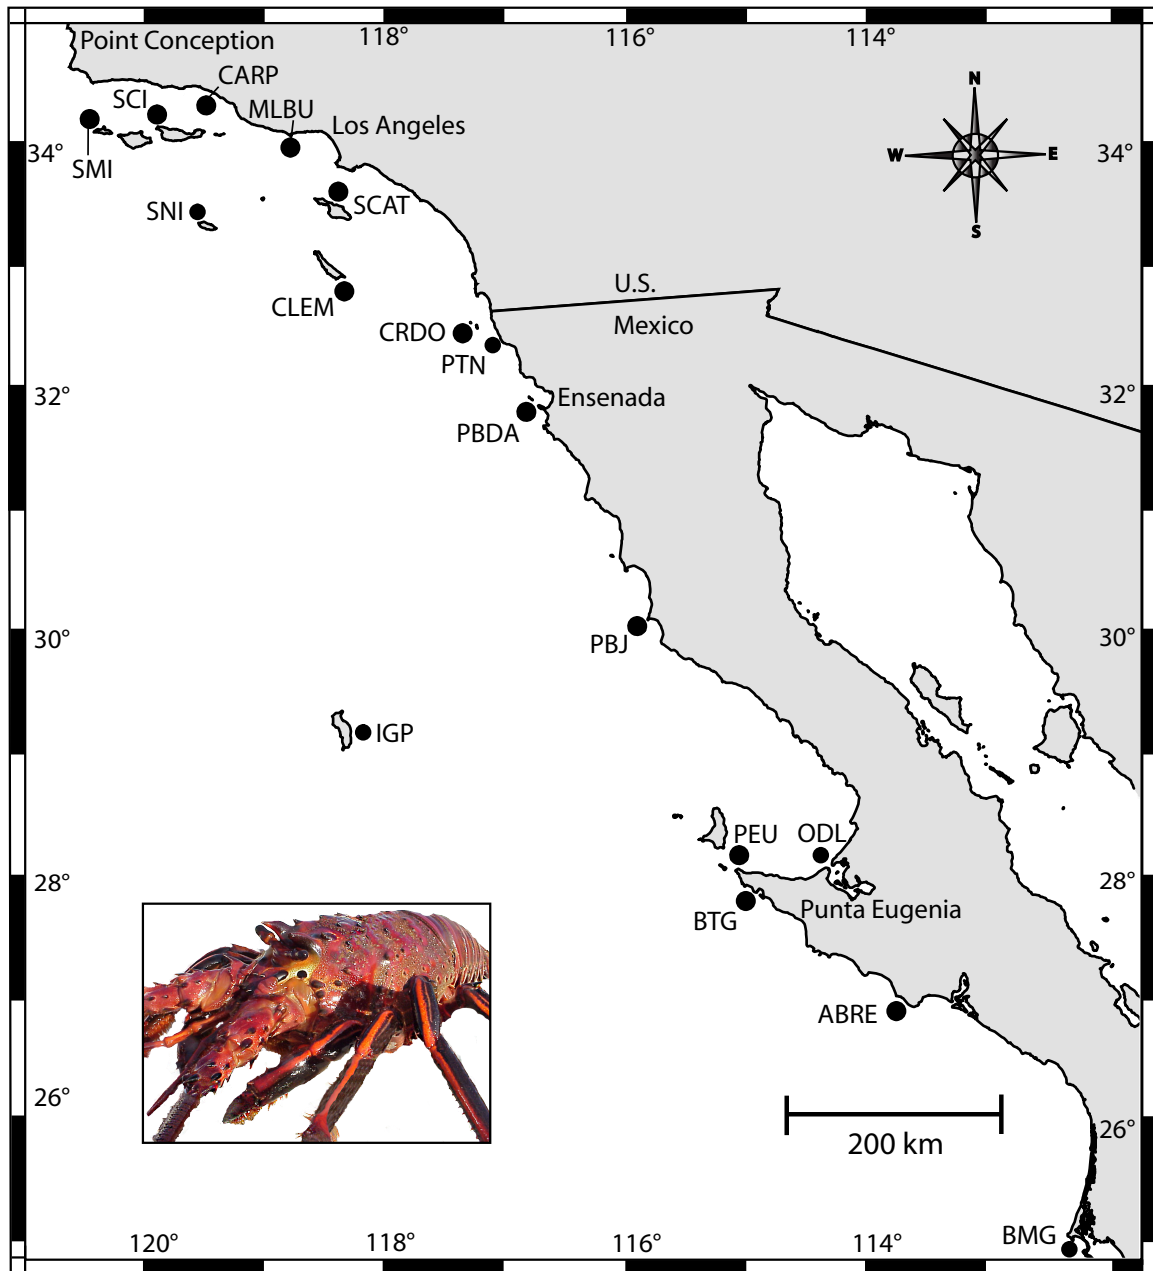 118°
116°
114°
Point Conception
CARP
SCI
MLBU
Los Angeles
N
34°
W
E
34°
SMI
SNI
SCAT
S
U.S.
CLEM
CRDO
Mexico
PTN
32°
Ensenada
32°
PBDA
30°
PBJ
30°
IGP
PEU
ODL
28°
28°
BTG
Punta Eugenia
ABRE
26°
26°
200 km
BMG
120°
118°
116°
114°